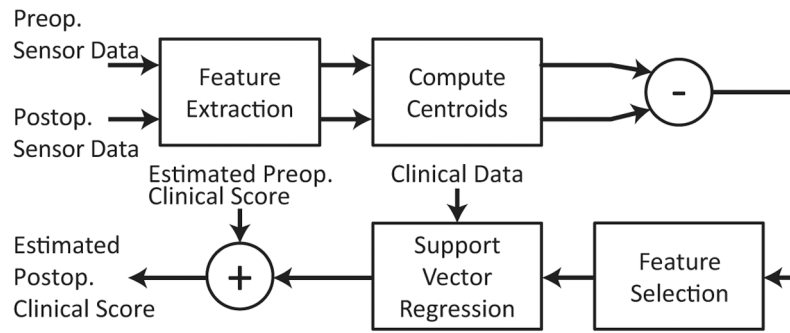 Preop.
Sensor Data
Postop.
Sensor Data
Feature
Extraction
Compute
Centroids
-
Estimated Preop.
Clinical Score
Clinical Data
Estimated
Postop.
Clinical Score
+
Support
Vector
Regression
Feature
Selection